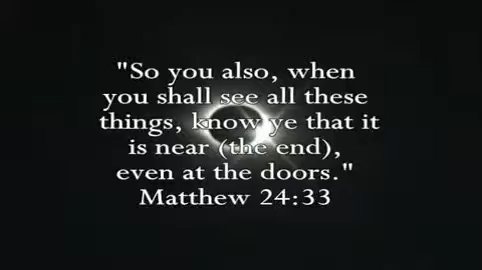 "So you also, when
you shall see all these
things, know ye that it
is near (the end),
even at the doors."
Matthew 24:33